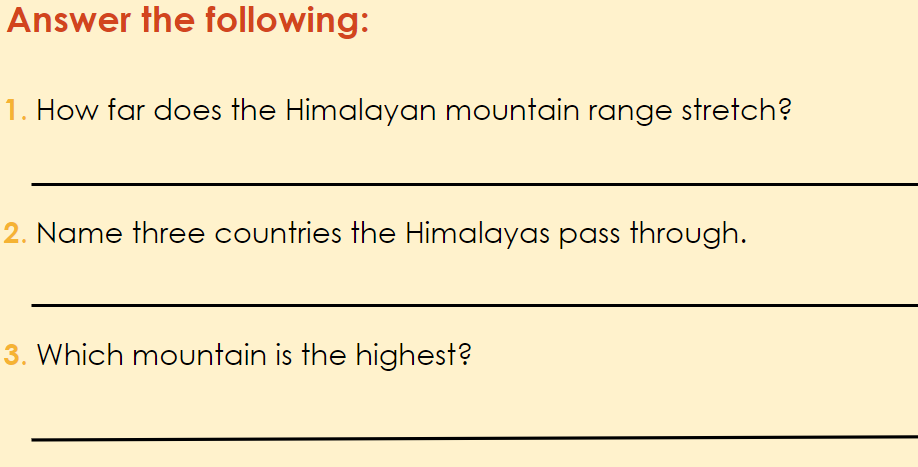 Answer the following:
1. How far does the Himalayan mountain range stretch?
2. Name three countries the Himalayas pass through.
3. Which mountain is the highest?